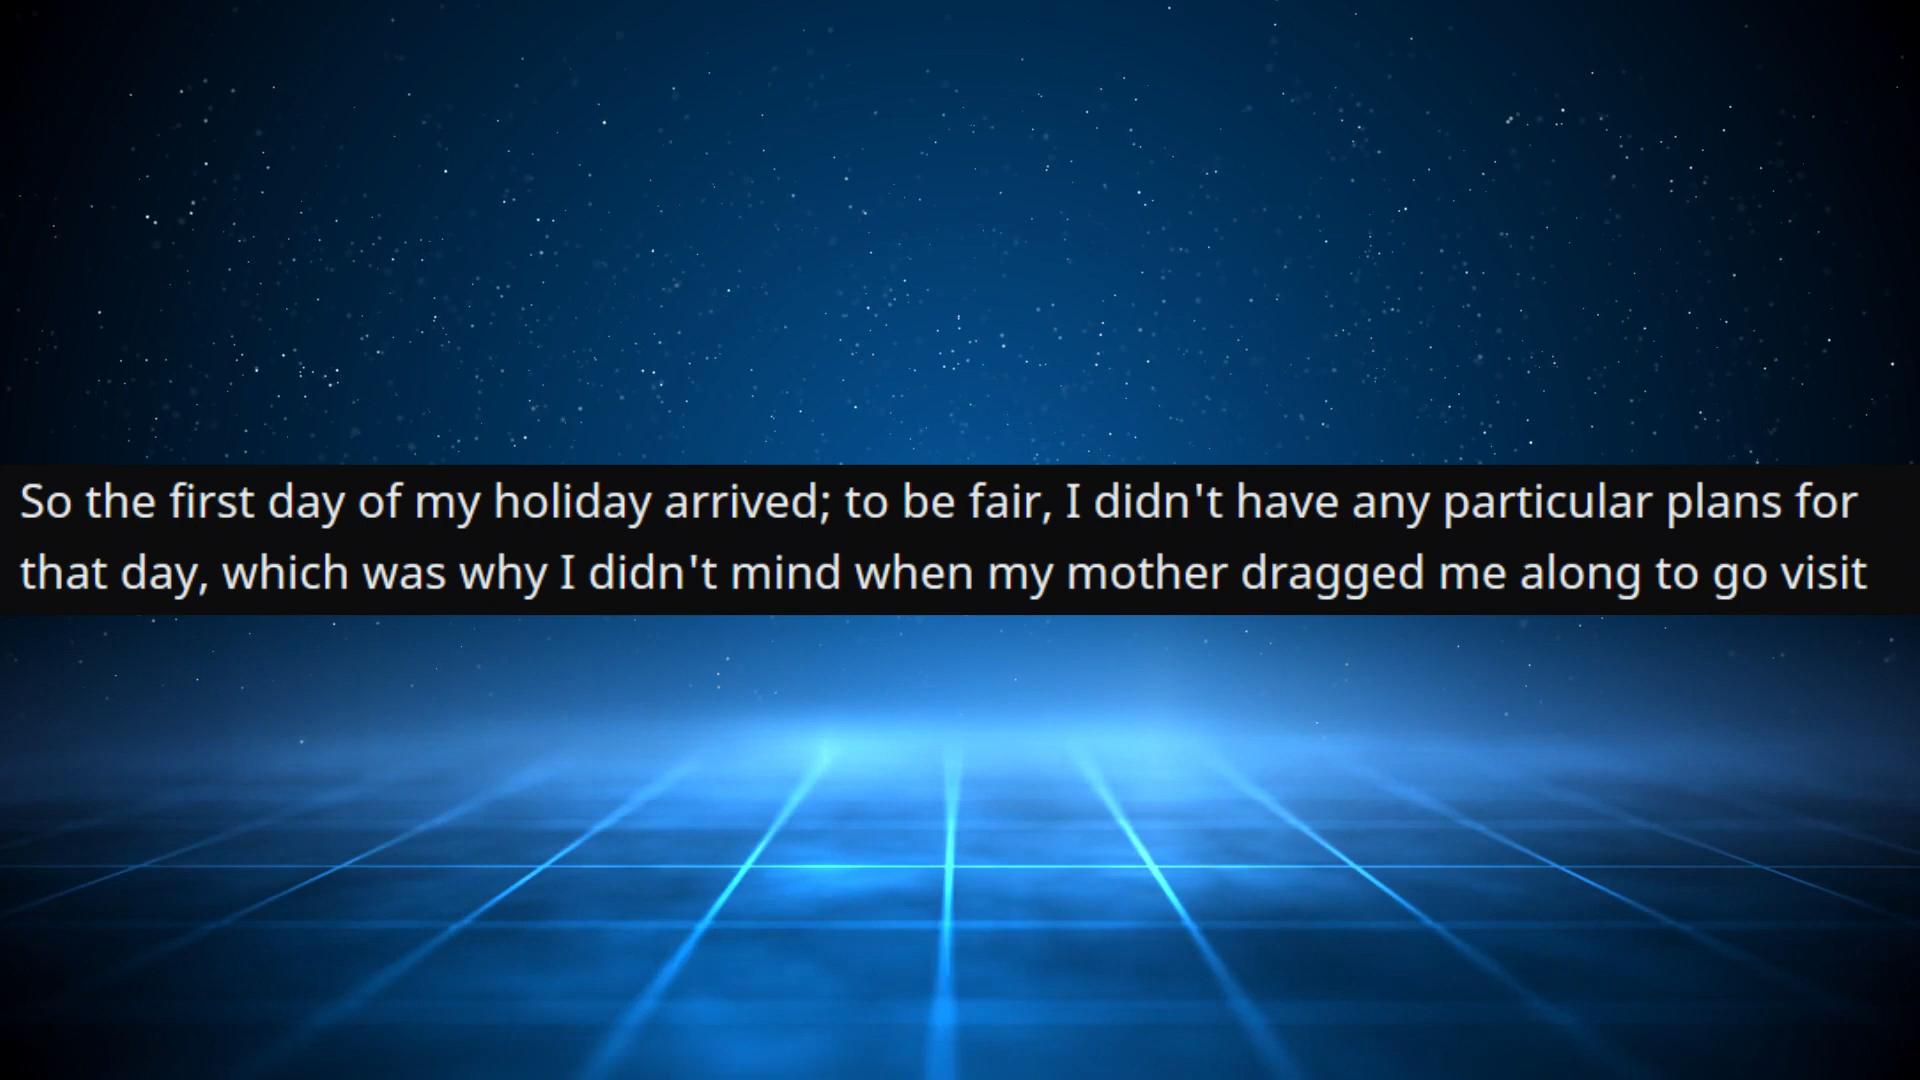 So the first day of my holiday arrived; to be fair, I didn't have any particular plans for
that day, which was why I didn't mind when my mother dragged me along to go visit